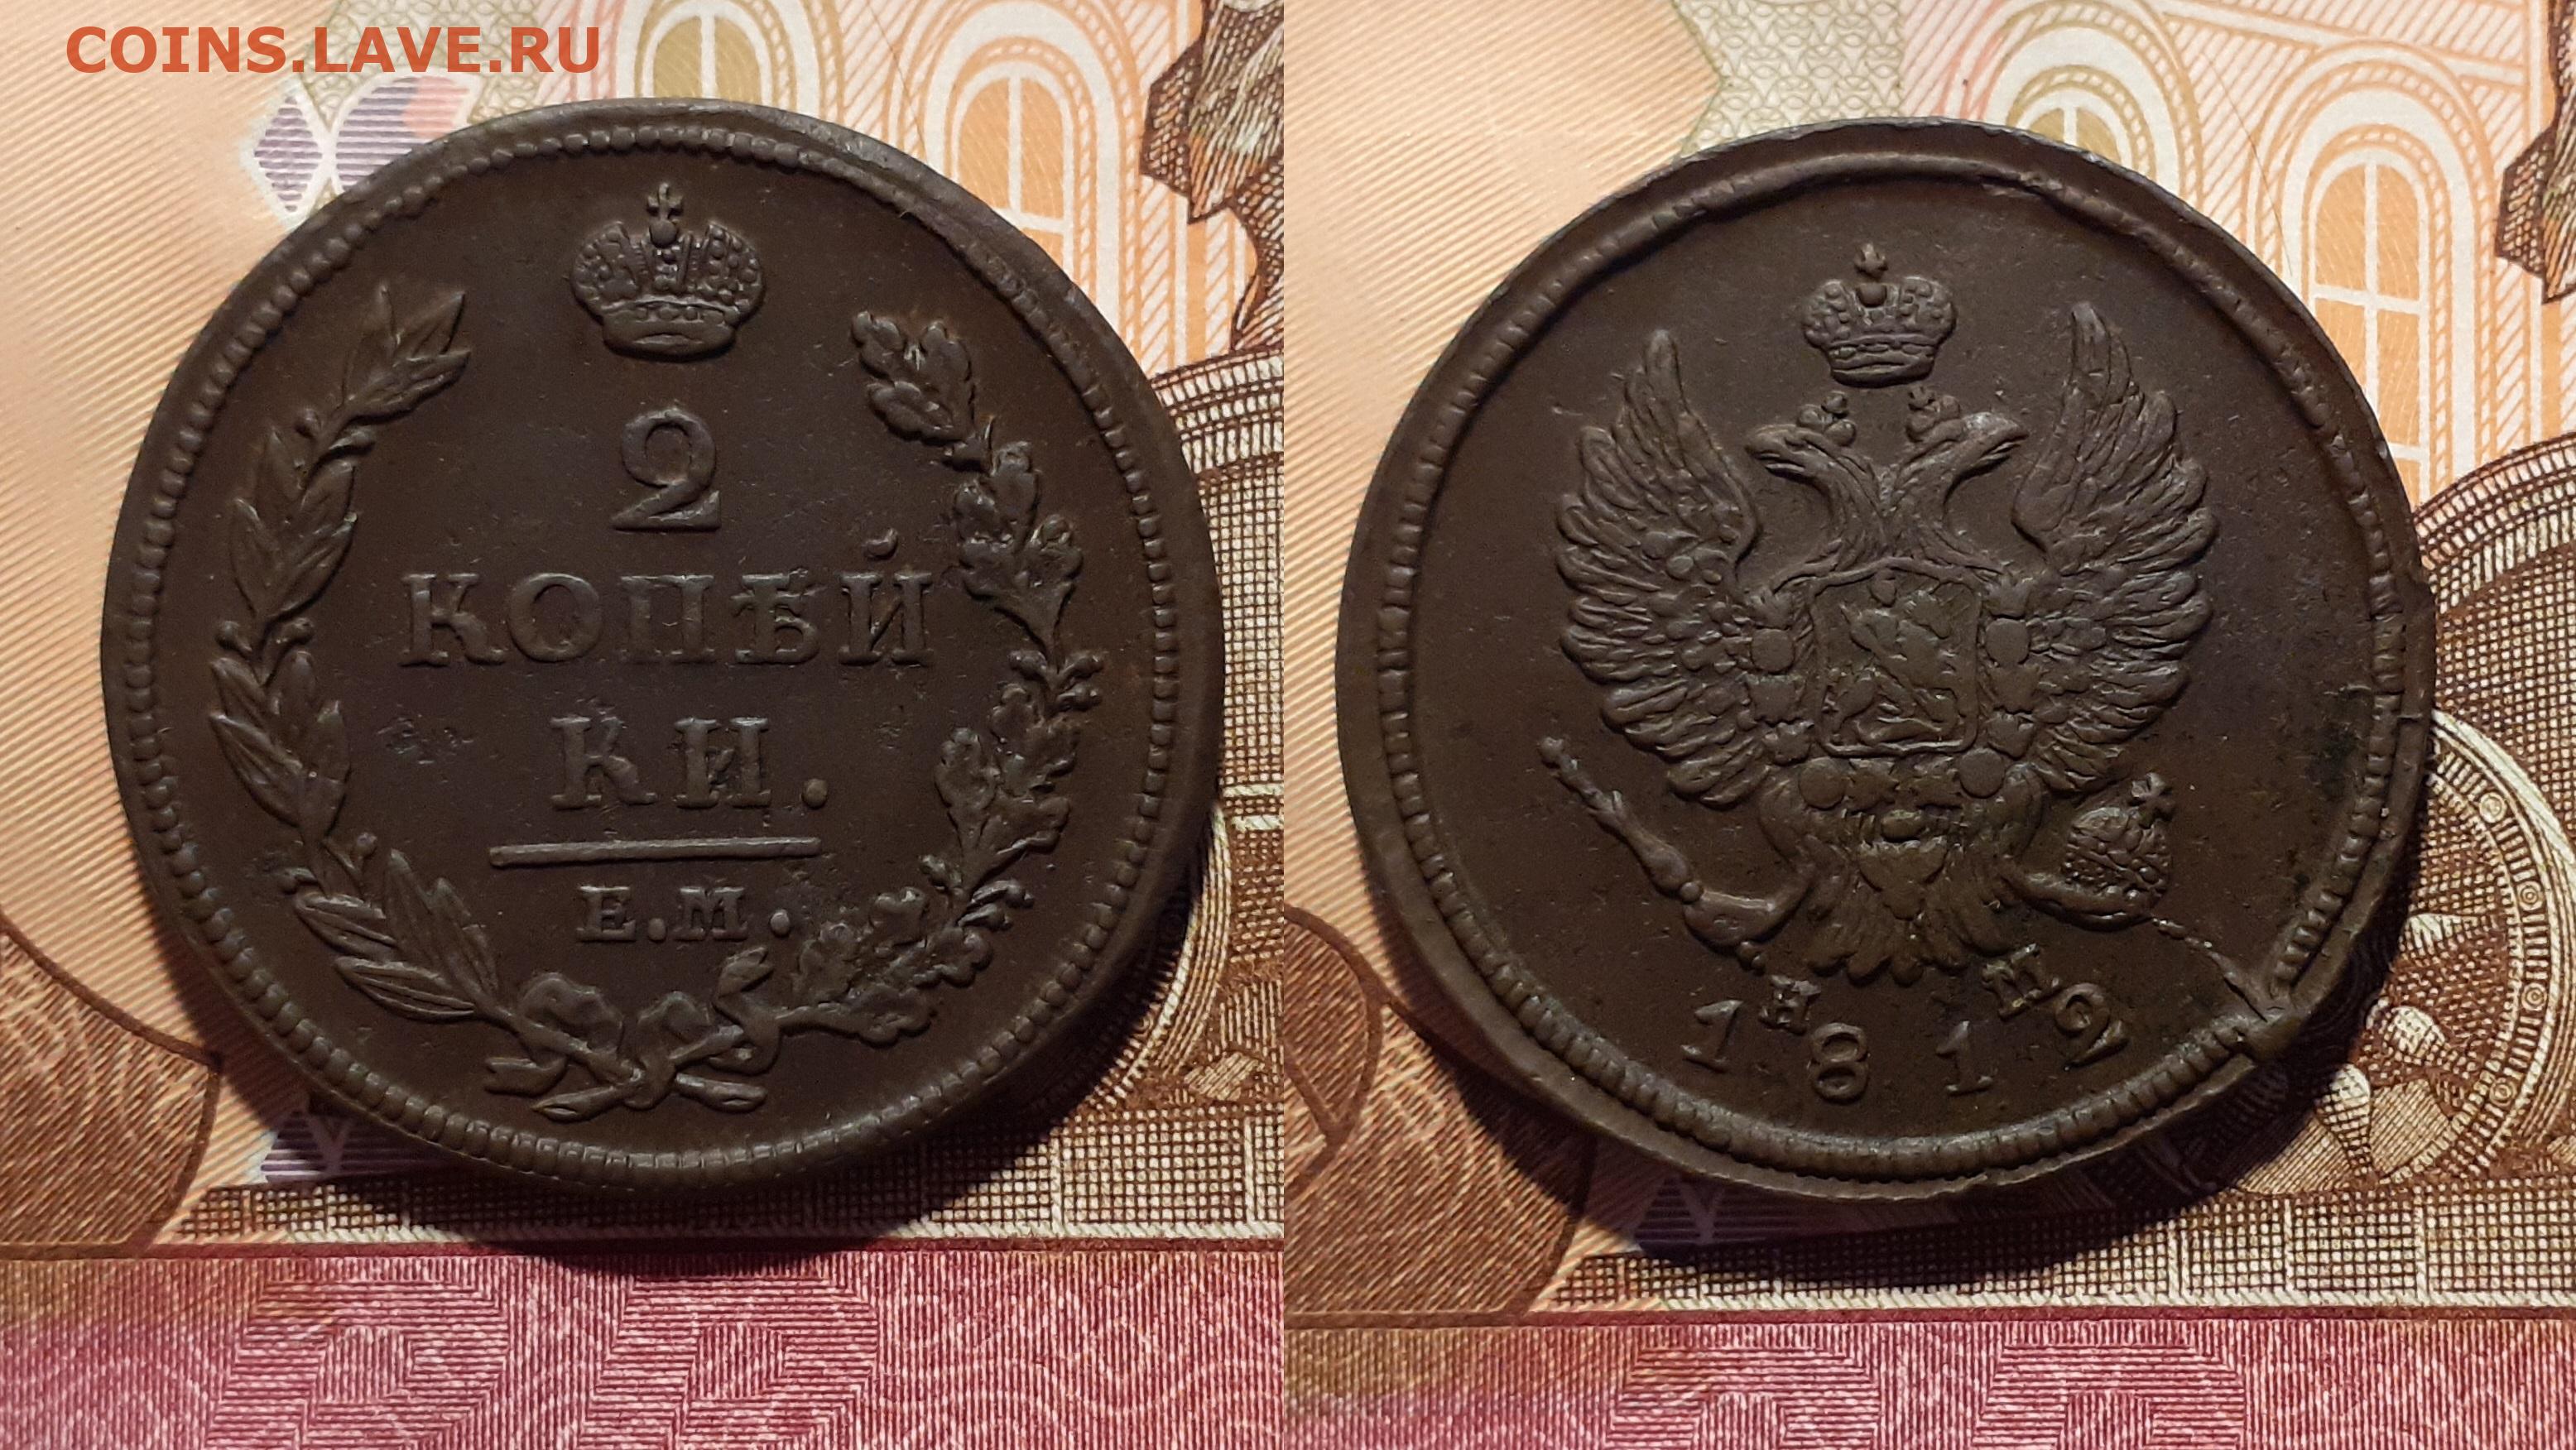 COINS.LAVE.RU
2
КОПѢЙ
КИ.
Е.М.
Н М
1812